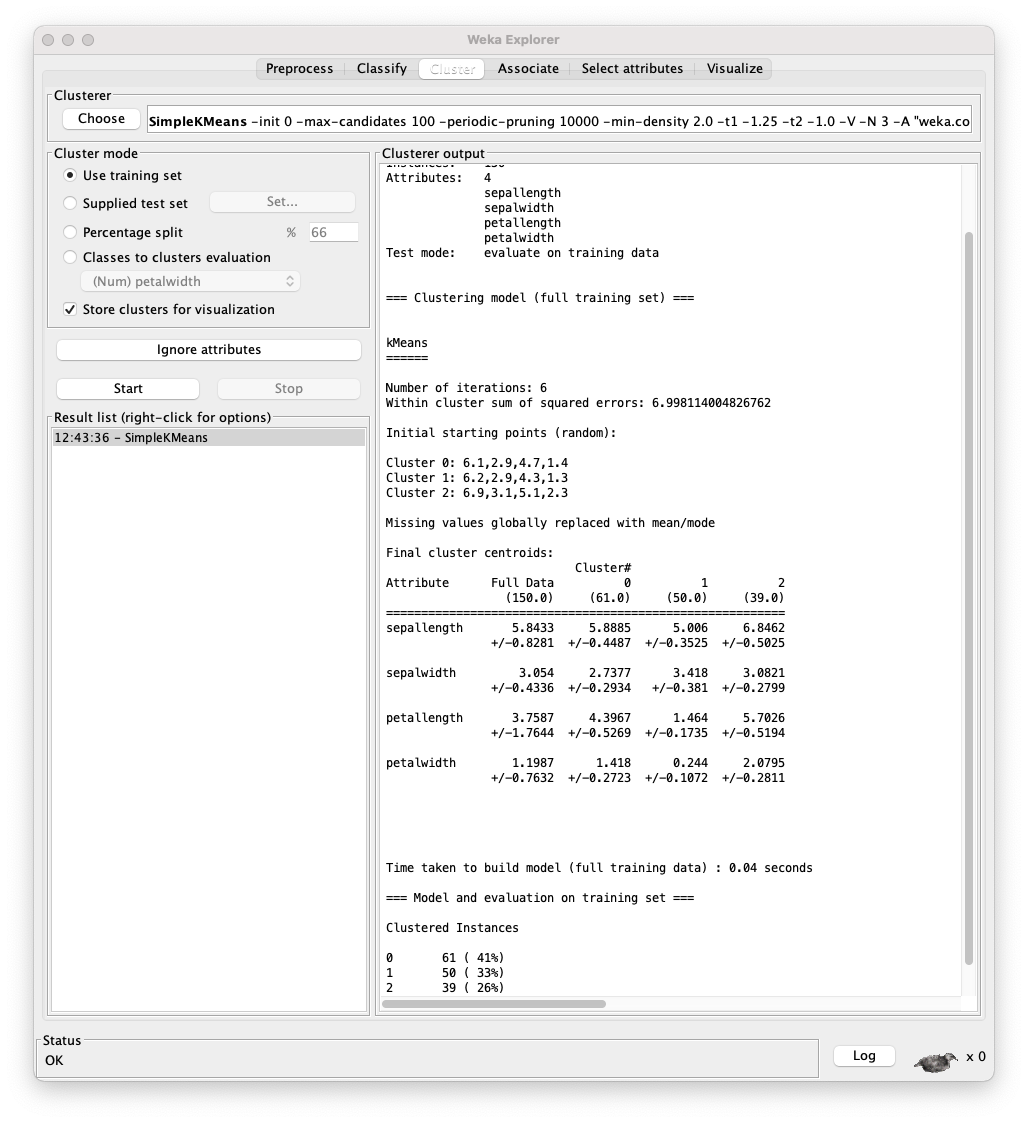 Weka Explorer
Preprocess Classify Cluster Associate Select attributes Visualize
Clusterer
Choose SimpleKMeans -init 0 -max-candidates 100 -periodic-pruning 10000 -min-density 2.0 -t1 -1.25 -t2 -1.0 -V -N 3 -A "weka.co
Cluster mode
Use training set
Supplied test set Set...
Percentage split % 66
Classes to clusters evaluation
(Num) petalwidth
Store clusters for visualization
Ignore attributes
Start Stop
Result list (right-click for options)
12:43:36 - SimpleKMeans
Clusterer output
Instances: 150
Attributes: 4
sepallength
sepalwidth
petallength
petalwidth
Test mode: evaluate on training data
=== Clustering model (full training set) ===
kMeans
======
Number of iterations: 6
Within cluster sum of squared errors: 6.998114004826762
Initial starting points (random):
Cluster 0: 6.1,2.9,4.7,1.4
Cluster 1: 6.2,2.9,4.3,1.3
Cluster 2: 6.9,3.1,5.1,2.3
Missing values globally replaced with mean/mode
Final cluster centroids:
Cluster#
Attribute Full Data 0 1 2
(150.0) (61.0) (50.0) (39.0)
=========================================================
sepallength 5.8433 5.8885 5.006 6.8462
+/-0.8281 +/-0.4487 +/-0.3525 +/-0.5025
sepalwidth 3.054 2.7377 3.418 3.0821
+/-0.4336 +/-0.2934 +/-0.381 +/-0.2799
petallength 3.7587 4.3967 1.464 5.7026
+/-1.7644 +/-0.5269 +/-0.1735 +/-0.5194
petalwidth 1.1987 1.418 0.244 2.0795
+/-0.7632 +/-0.2723 +/-0.1072 +/-0.2811
Time taken to build model (full training data) : 0.04 seconds
=== Model and evaluation on training set ===
Clustered Instances
0 61 ( 41%)
1 50 ( 33%)
2 39 ( 26%)
Status
OK
Log x 0